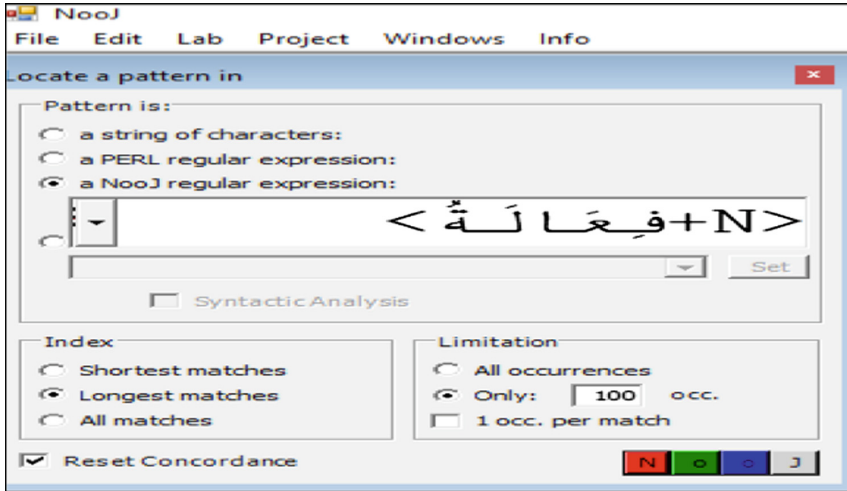 NooJ
File Edit Lab Project Windows Info
Locate a pattern in
Pattern is:
a string of characters:
a PERL regular expression:
a NooJ regular expression:
<N+فِعَالَةٌ>
Set
Syntactic Analysis
Index
Shortest matches
Longest matches
All matches
Limitation
All occurrences
Only: 100 occ.
1 occ. per match
Reset Concordance
N o o J